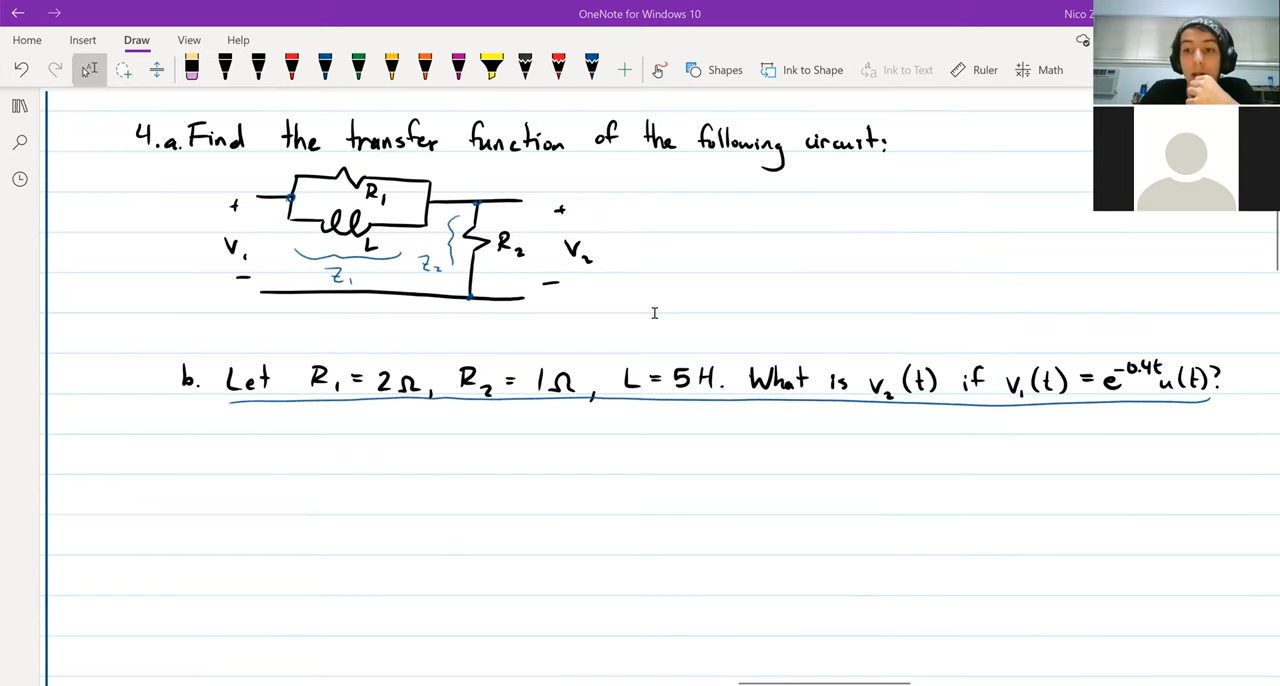 OneNote for Windows 10
Nico Z
Home Insert Draw View Help
Shapes Ink to Shape Ink to Text Ruler Math
4.a. Find the transfer function of the following circuit:
R₁
+ +
V₁ L R₂ V₂
Z₁ Z₂
− −
b. Let R₁ = 2Ω, R₂ = 1Ω, L = 5 H. What is v₂(t) if v₁(t) = e^-0.4t u(t)?